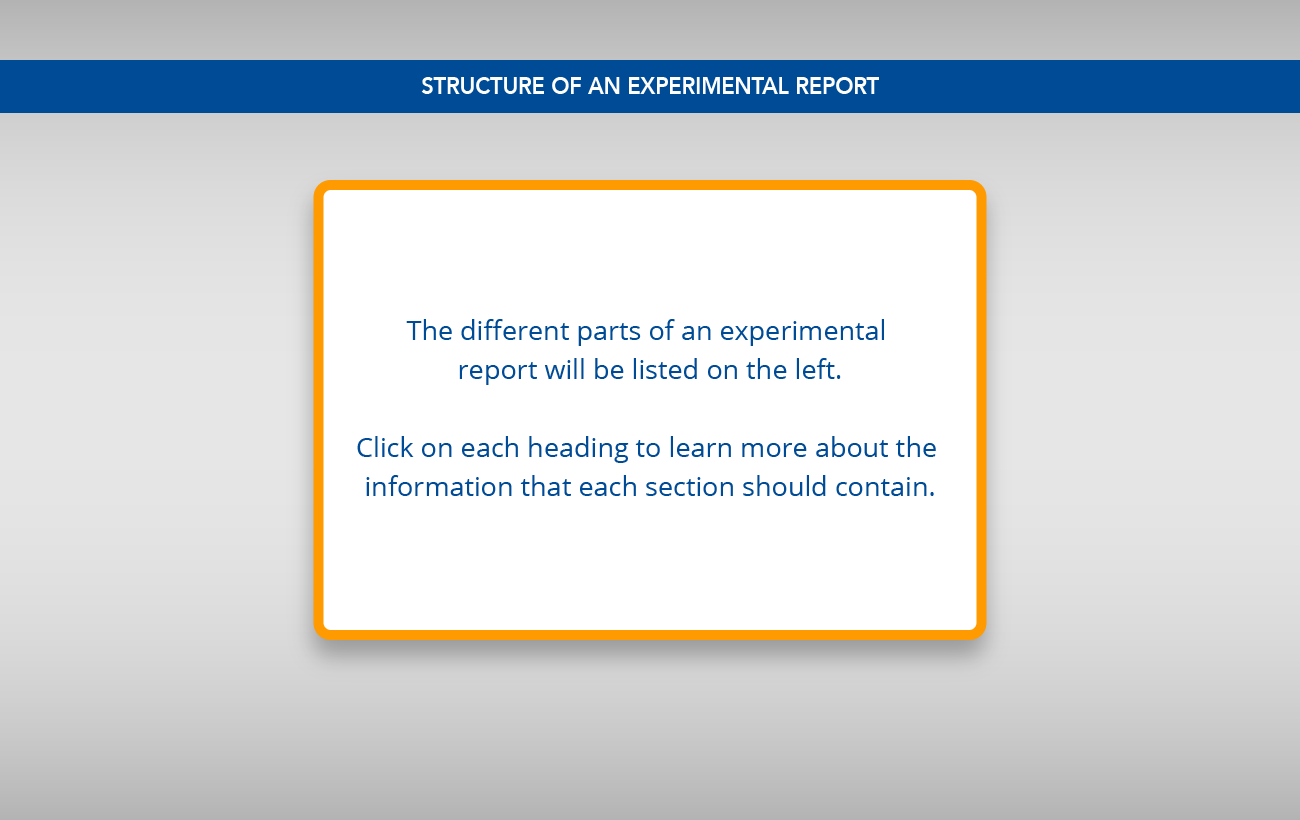 STRUCTURE OF AN EXPERIMENTAL REPORT
The different parts of an experimental
report will be listed on the left.
Click on each heading to learn more about the
information that each section should contain.